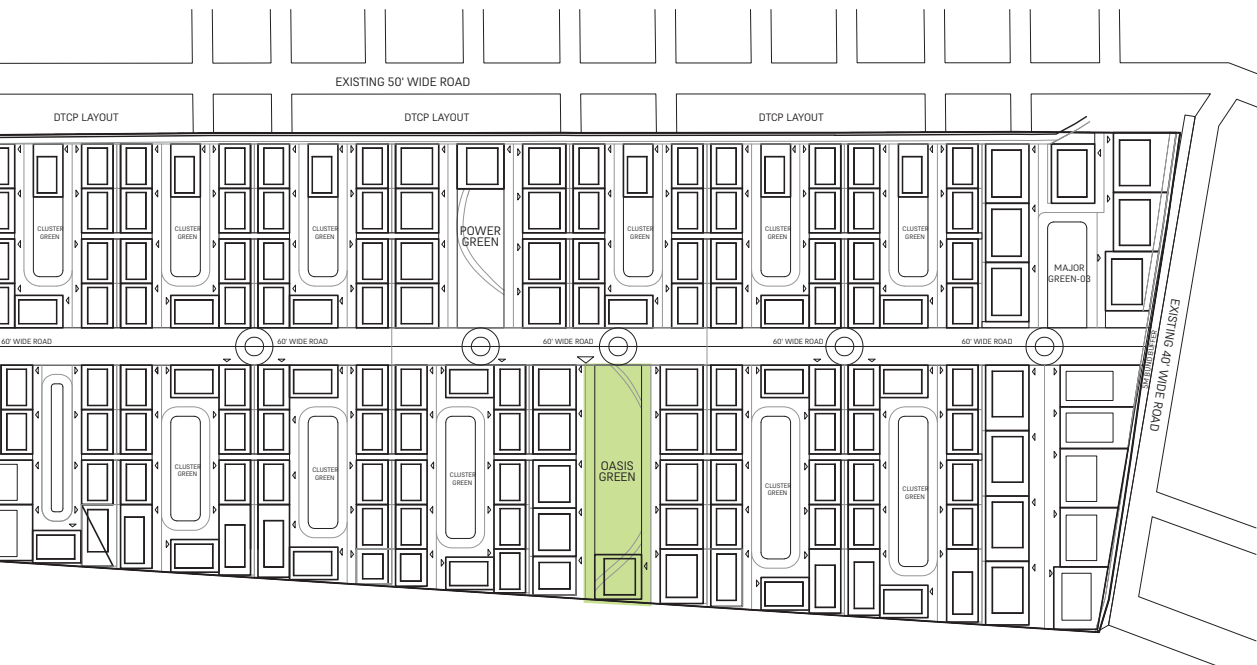 EXISTING 50' WIDE ROAD
DTCP LAYOUT
DTCP LAYOUT
DTCP LAYOUT
CLUSTER
GREEN
CLUSTER
GREEN
CLUSTER
GREEN
POWER
GREEN
CLUSTER
GREEN
CLUSTER
GREEN
CLUSTER
GREEN
MAJOR
GREEN-03
60' WIDE ROAD
60' WIDE ROAD
60' WIDE ROAD
60' WIDE ROAD
60' WIDE ROAD
EXISTING 40' WIDE ROAD
CLUSTER
GREEN
CLUSTER
GREEN
CLUSTER
GREEN
OASIS
GREEN
CLUSTER
GREEN
CLUSTER
GREEN